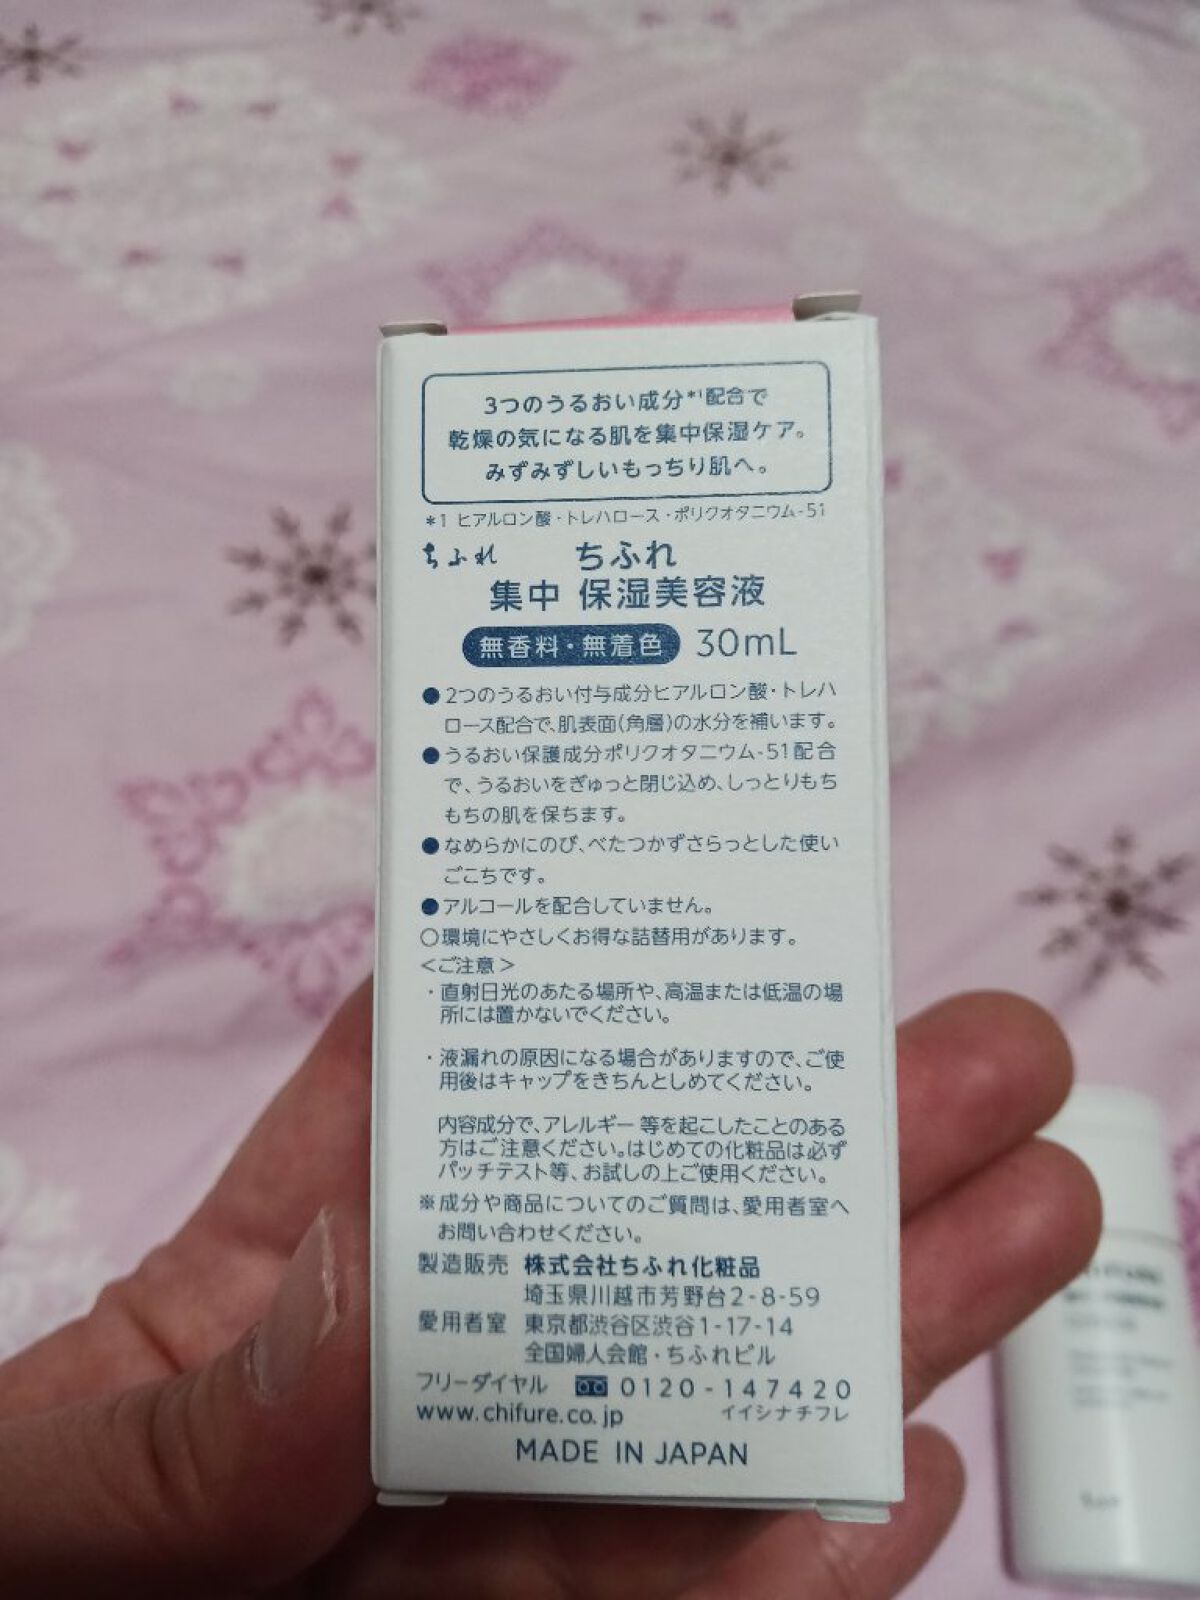 3つのうるおい成分*1配合で
乾燥の気になる肌を集中保湿ケア。
みずみずしいもっちり肌へ。
*1 ヒアルロン酸・トレハロース・ポリクオタニウム-51
ちふれ ちふれ
集中 保湿美容液
無香料・無着色 30mL
●2つのうるおい付与成分ヒアルロン酸・トレハ
ロース配合で、肌表面(角層)の水分を補います。
●うるおい保護成分ポリクオタニウム-51配合
で、うるおいをぎゅっと閉じ込め、しっとりもち
もちの肌を保ちます。
●なめらかにのび、べたつかずさらっとした使い
ごこちです。
●アルコールを配合していません。
○環境にやさしくお得な詰替用があります。
<ご注意>
・直射日光のあたる場所や、高温または低温の場
所には置かないでください。
・液漏れの原因になる場合がありますので、ご使
用後はキャップをきちんとしめてください。
内容成分で、アレルギー等を起こしたことのある
方はご注意ください。はじめての化粧品は必ず
パッチテスト等、お試しの上ご使用ください。
※成分や商品についてのご質問は、愛用者室へ
お問い合わせください。
製造販売 株式会社ちふれ化粧品
埼玉県川越市芳野台2-8-59
愛用者室 東京都渋谷区渋谷1-17-14
全国婦人会館・ちふれビル
フリーダイヤル 0120-147420
www.chifure.co.jp イイシナチフレ
MADE IN JAPAN